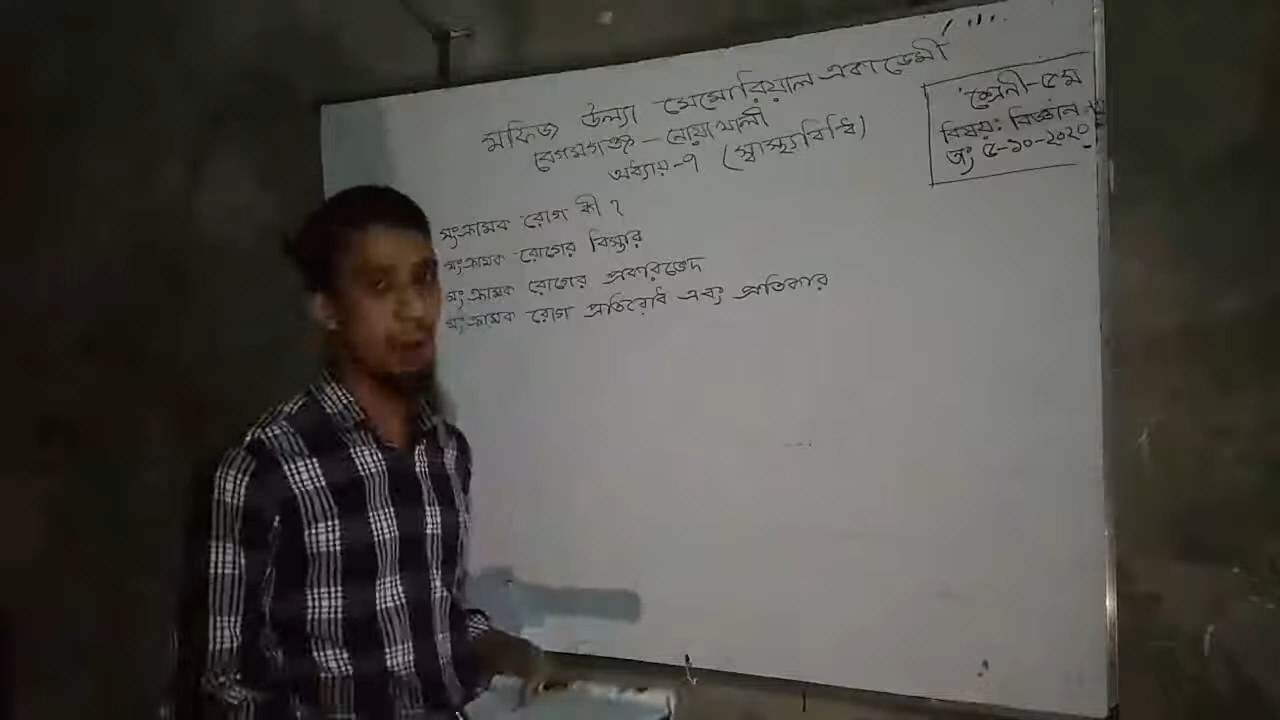 মফিজ উল্যা মেমোরিয়াল একাডেমী
বেগমগঞ্জ - নোয়াখালী
অধ্যায় - ৭ (স্বাস্থ্যবিধি)
শ্রেনী - ৫ম
বিষয়: বিজ্ঞান
৫-১০-২০২০
সংক্রামক রোগ কী ?
সংক্রামক রোগের বিস্তার
সংক্রামক রোগের প্রকারভেদ
সংক্রামক রোগ প্রতিরোধ এবং প্রতিকার